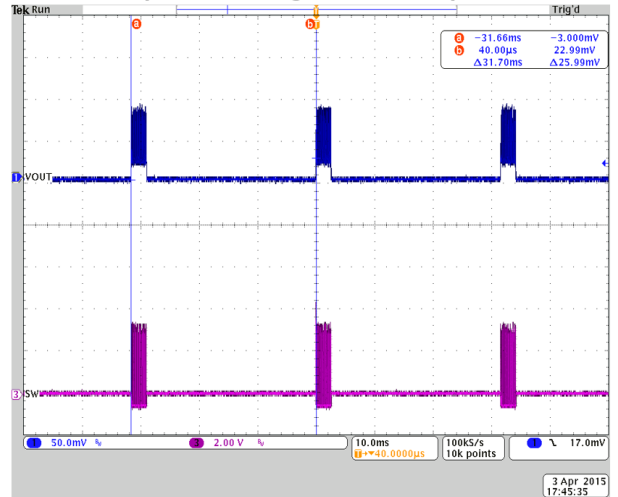 Tek Run
Trig'd
a
b
T
a -31.66ms -3.000mV
b 40.00µs 22.99mV
Δ31.70ms Δ25.99mV
1 VOUT
3 SW
1 50.0mV
3 2.00 V
10.0ms
T→▼40.0000µs
100kS/s
10k points
1 17.0mV
3 Apr 2015
17:45:35